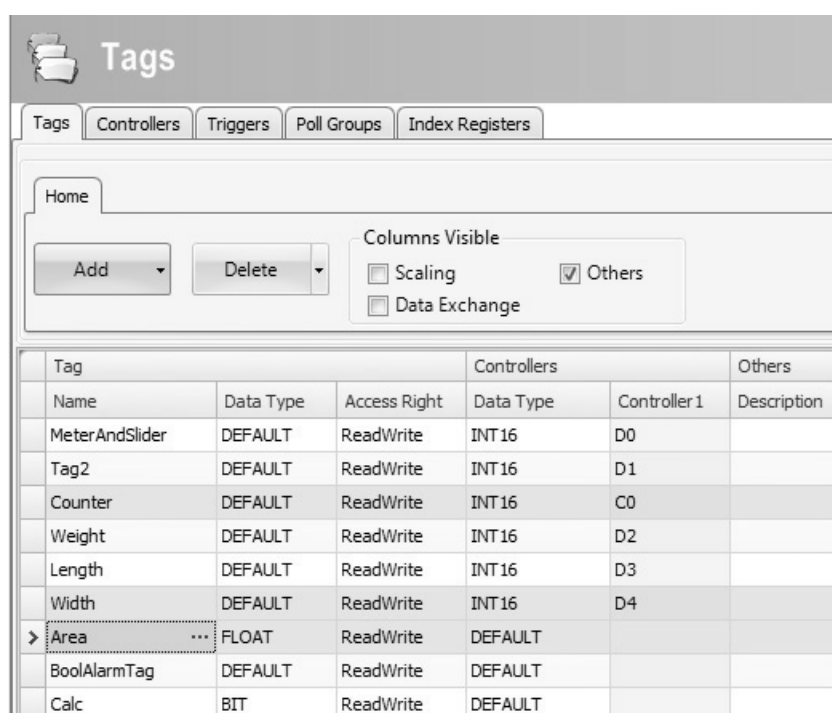 Tags
Tags Controllers Triggers Poll Groups Index Registers
Home
Add Delete
Columns Visible
Scaling Others
Data Exchange
Tag Controllers Others
Name Data Type Access Right Data Type Controller1 Description
MeterAndSlider DEFAULT ReadWrite INT16 D0
Tag2 DEFAULT ReadWrite INT16 D1
Counter DEFAULT ReadWrite INT16 C0
Weight DEFAULT ReadWrite INT16 D2
Length DEFAULT ReadWrite INT16 D3
Width DEFAULT ReadWrite INT16 D4
Area ... FLOAT ReadWrite DEFAULT
BoolAlarmTag DEFAULT ReadWrite DEFAULT
Calc BIT ReadWrite DEFAULT